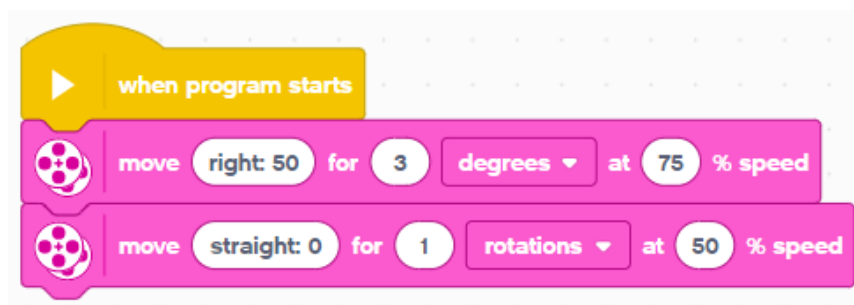 when program starts
move right: 50 for 3 degrees at 75 % speed
move straight: 0 for 1 rotations at 50 % speed